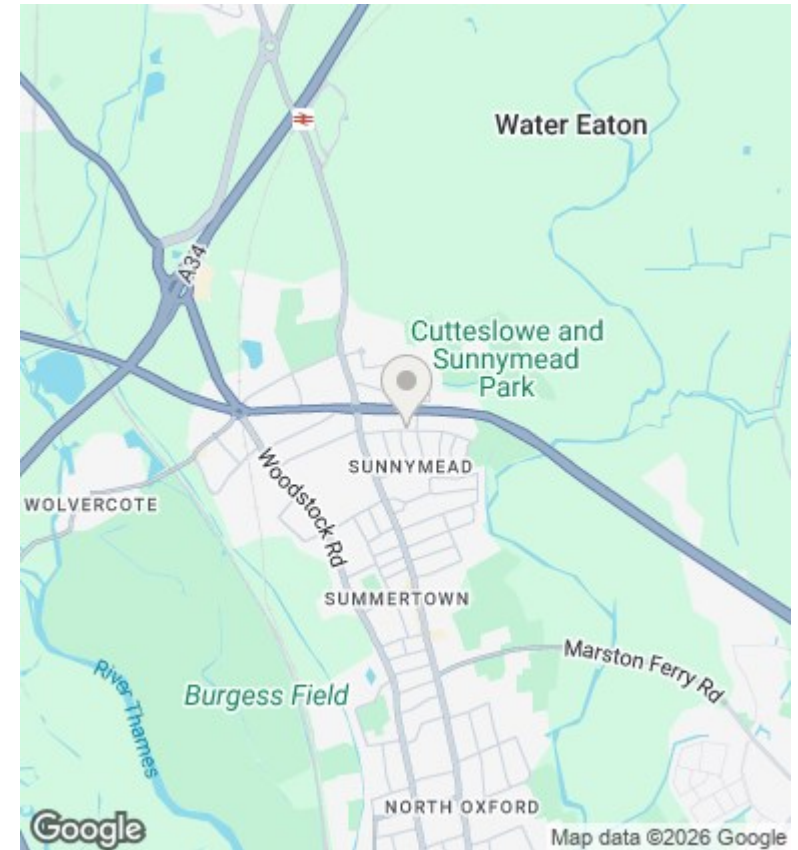 Water Eaton
A34
Cutteslowe and
Sunnymead
Park
SUNNYMEAD
Woodstock Rd
WOLVERCOTE
SUMMERTOWN
Marston Ferry Rd
River Thames
Burgess Field
NORTH OXFORD
Google
Map data ©2026 Google